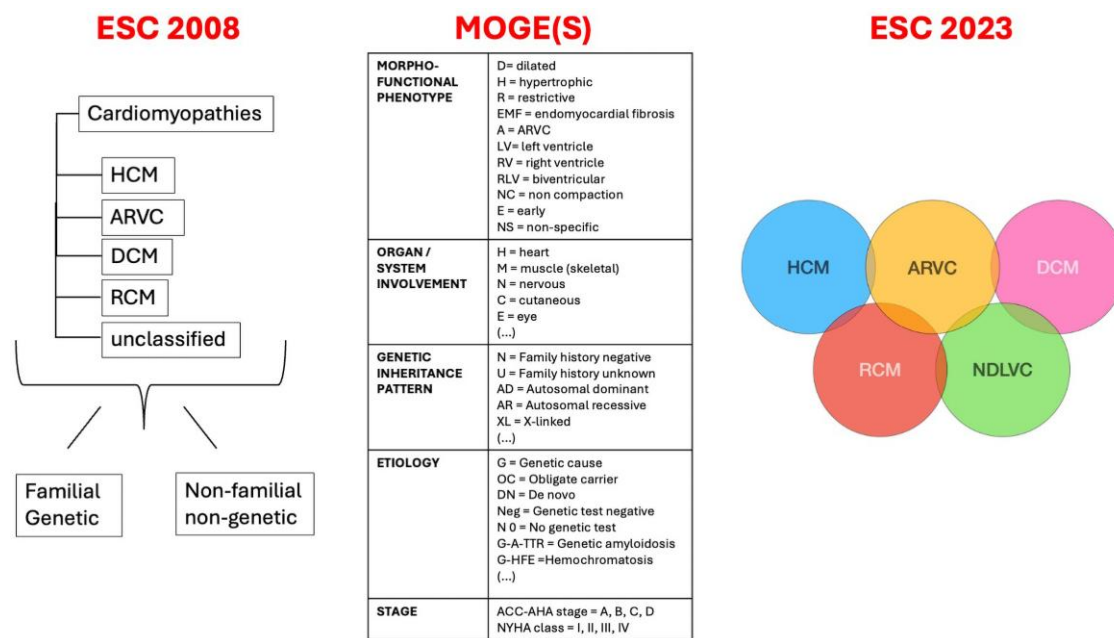 ESC 2008
Cardiomyopathies
HCM
ARVC
DCM
RCM
unclassified
Familial
Genetic
Non-familial
non-genetic
MOGE(S)
MORPHO-
FUNCTIONAL
PHENOTYPE
D= dilated
H = hypertrophic
R = restrictive
EMF = endomyocardial fibrosis
A = ARVC
LV= left ventricle
RV = right ventricle
RLV = biventricular
NC = non compaction
E = early
NS = non-specific
ORGAN /
SYSTEM
INVOLVEMENT
H = heart
M = muscle (skeletal)
N = nervous
C = cutaneous
E = eye
(...)
GENETIC
INHERITANCE
PATTERN
N = Family history negative
U = Family history unknown
AD = Autosomal dominant
AR = Autosomal recessive
XL = X-linked
(...)
ETIOLOGY
G = Genetic cause
OC = Obligate carrier
DN = De novo
Neg = Genetic test negative
N 0 = No genetic test
G-A-TTR = Genetic amyloidosis
G-HFE =Hemochromatosis
(...)
STAGE
ACC-AHA stage = A, B, C, D
NYHA class = I, II, III, IV
ESC 2023
HCM
ARVC
DCM
RCM
NDLVC